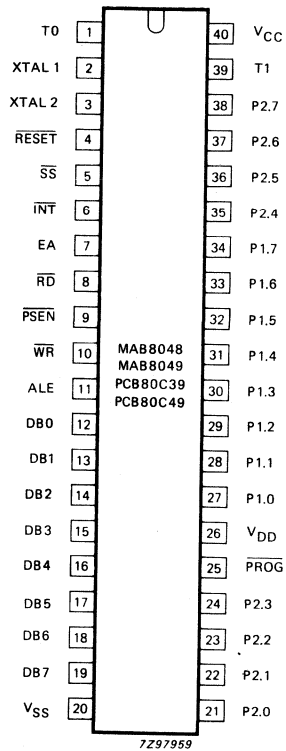 T0 1 40 VCC
XTAL 1 2 39 T1
XTAL 2 3 38 P2.7
RESET 4 37 P2.6
SS 5 36 P2.5
INT 6 35 P2.4
EA 7 34 P1.7
RD 8 33 P1.6
PSEN 9 32 P1.5
WR 10 31 P1.4
ALE 11 30 P1.3
MAB8048
MAB8049
PCB80C39
PCB80C49
DB0 12 29 P1.2
DB1 13 28 P1.1
DB2 14 27 P1.0
DB3 15 26 VDD
DB4 16 25 PROG
DB5 17 24 P2.3
DB6 18 23 P2.2
DB7 19 22 P2.1
VSS 20 21 P2.0
7Z97959